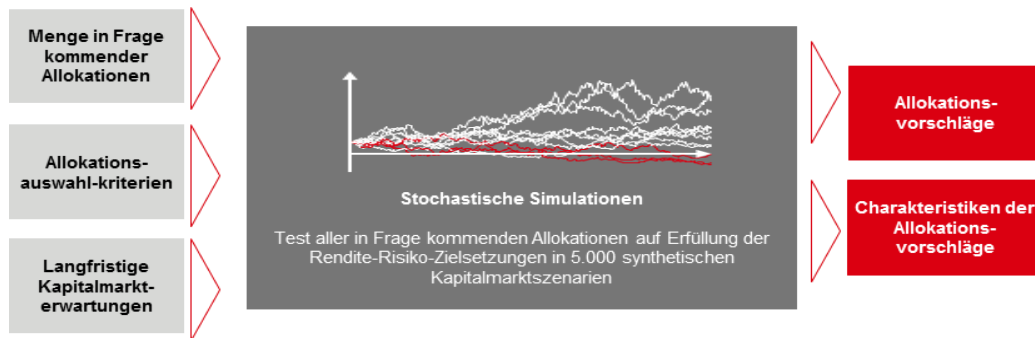 Menge in Frage
kommender
Allokationen
Allokations-
auswahl-kriterien
Langfristige
Kapitalmarkt-
erwartungen
Stochastische Simulationen
Test aller in Frage kommenden Allokationen auf Erfüllung der
Rendite-Risiko-Zielsetzungen in 5.000 synthetischen
Kapitalmarktszenarien
Allokations-
vorschläge
Charakteristiken der
Allokations-
vorschläge